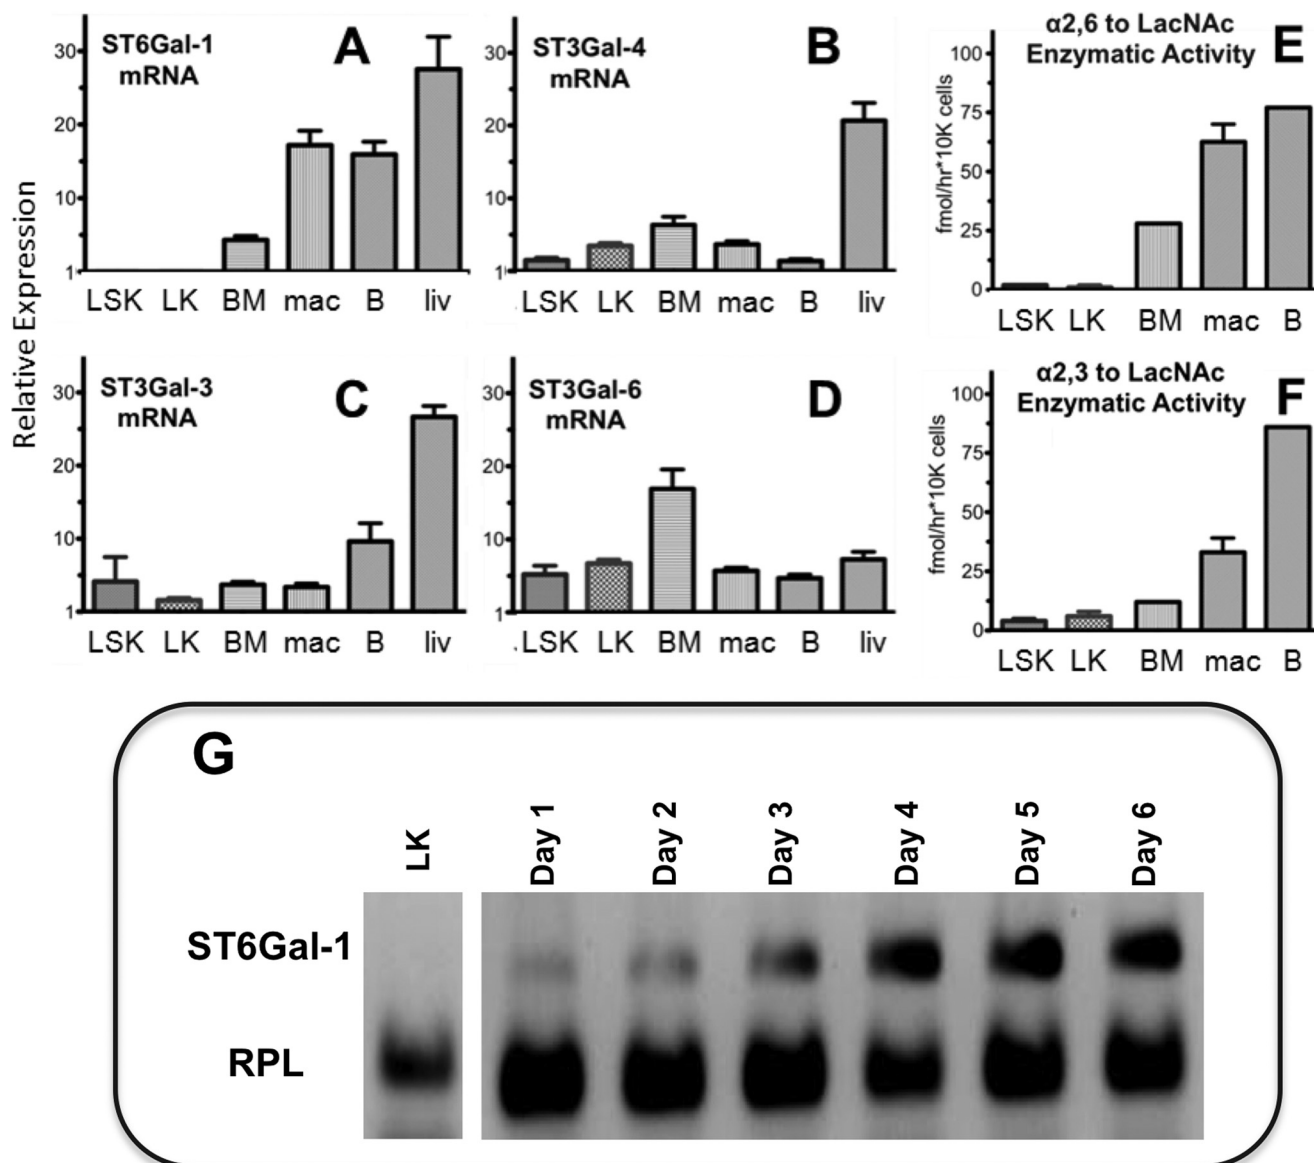 ST6Gal-1
mRNA
A
30
20
10
1
LSK LK BM mac B liv
ST3Gal-4
mRNA
B
30
20
10
1
LSK LK BM mac B liv
α2,6 to LacNAc
Enzymatic Activity
E
fmol/hr*10K cells
100
75
50
25
0
LSK LK BM mac B
Relative Expression
ST3Gal-3
mRNA
C
30
20
10
1
LSK LK BM mac B liv
ST3Gal-6
mRNA
D
30
20
10
1
LSK LK BM mac B liv
α2,3 to LacNAc
Enzymatic Activity
F
fmol/hr*10K cells
100
75
50
25
0
LSK LK BM mac B
G
LK
Day 1
Day 2
Day 3
Day 4
Day 5
Day 6
ST6Gal-1
RPL